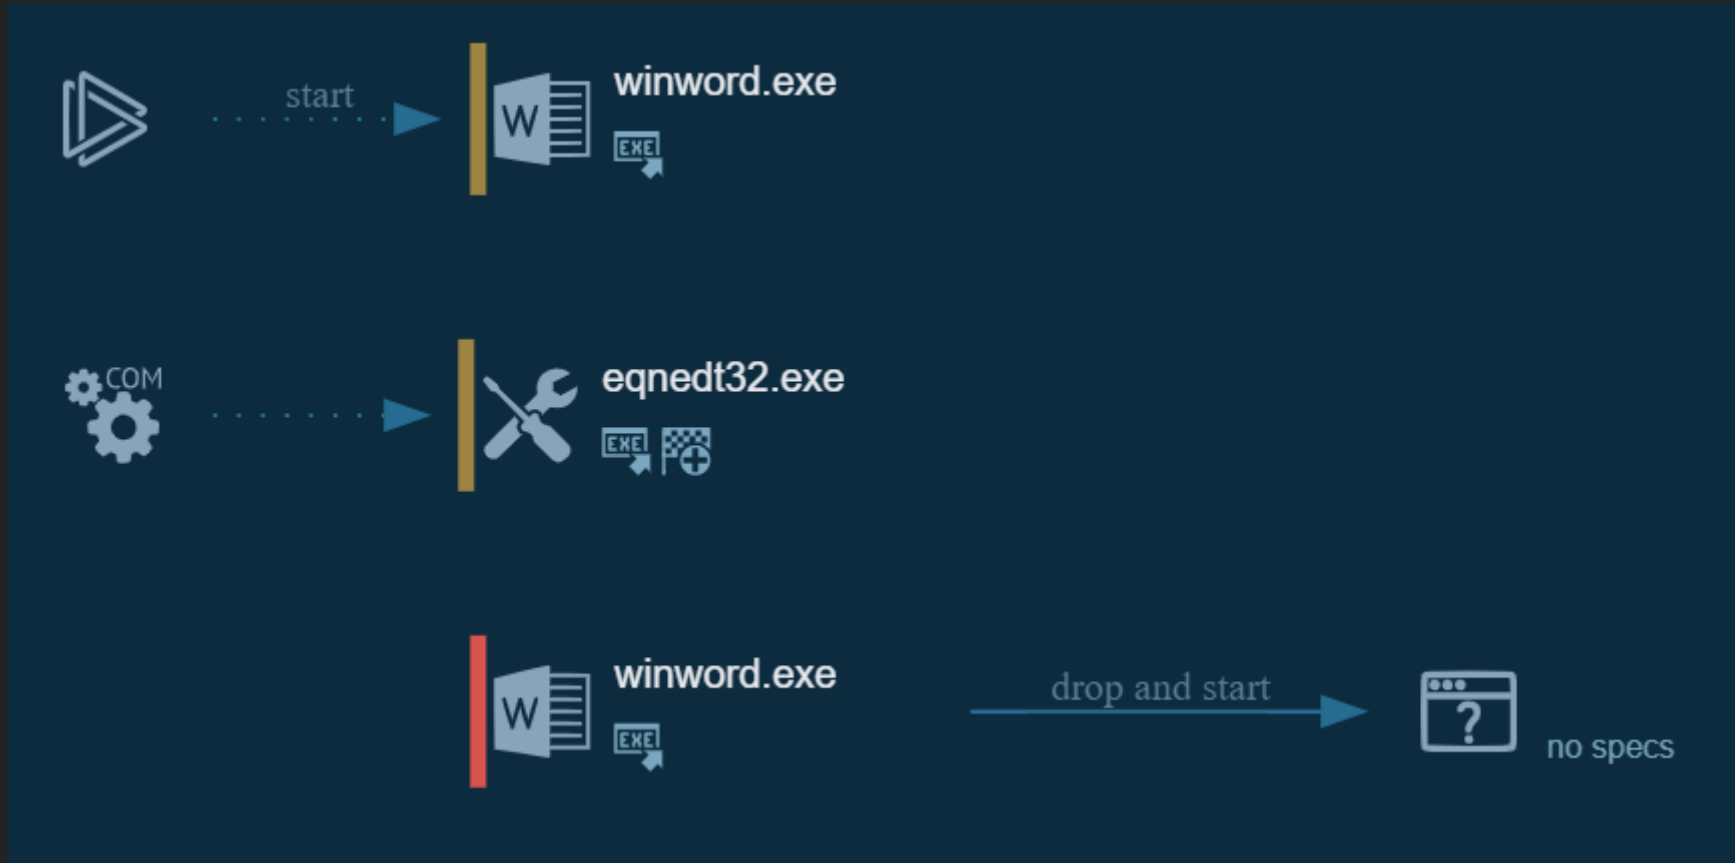 start
winword.exe
EXE
W
COM
eqnedt32.exe
EXE
winword.exe
W
EXE
drop and start
?
no specs